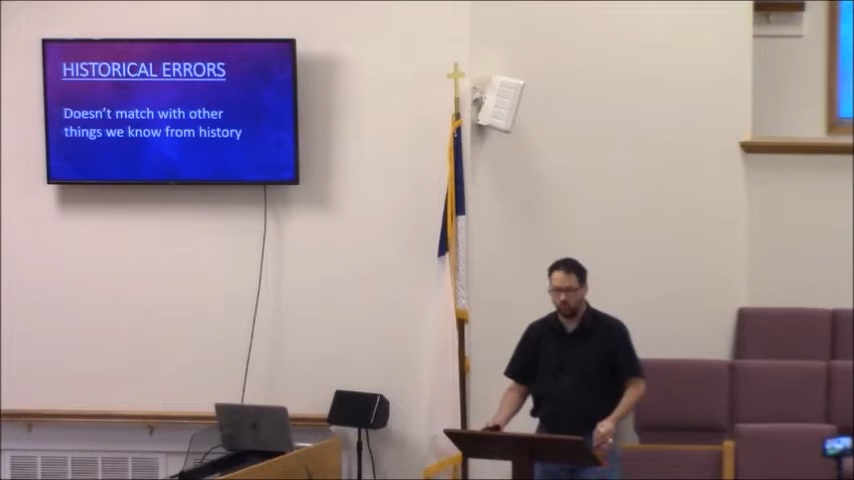 HISTORICAL ERRORS
Doesn't match with other
things we know from history